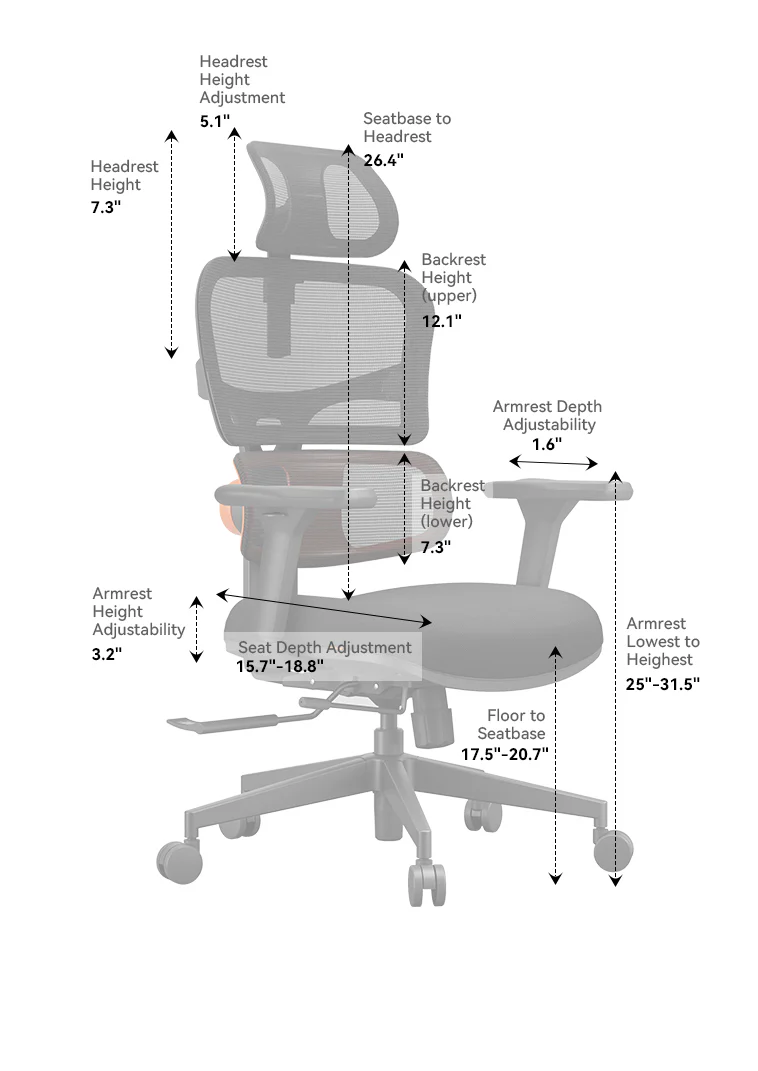 Headrest
Height
Adjustment
5.1"
Seatbase to
Headrest
26.4"
Headrest
Height
7.3"
Backrest
Height
(upper)
12.1"
Armrest Depth
Adjustability
1.6"
Backrest
Height
(lower)
7.3"
Armrest
Height
Adjustability
3.2"
Seat Depth Adjustment
15.7"-18.8"
Armrest
Lowest to
Heighest
25"-31.5"
Floor to
Seatbase
17.5"-20.7"